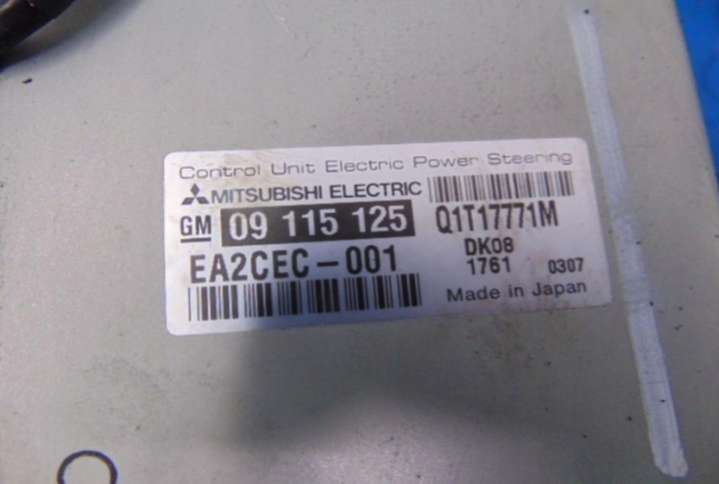 Control Unit Electric Power Steering
MITSUBISHI ELECTRIC
GM 09 115 125 Q1T17771M
EA2CEC-001 DK08
1761 0307
Made in Japan